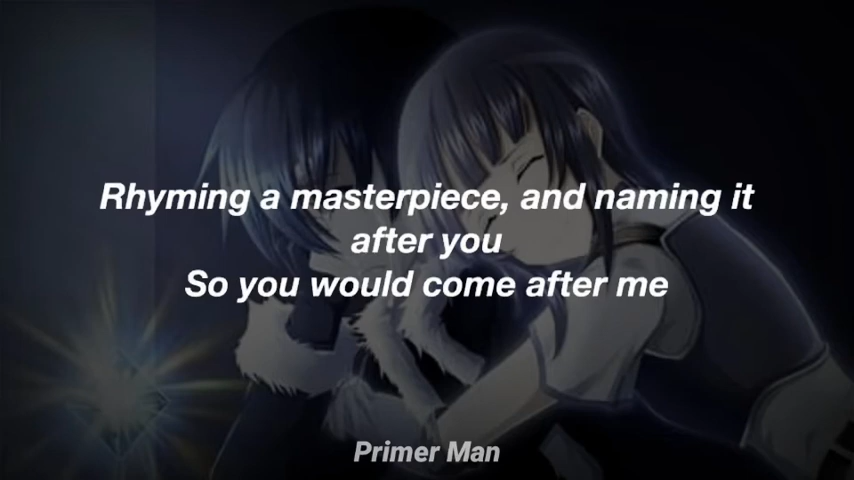 Rhyming a masterpiece, and naming it
after you
So you would come after me
Primer Man